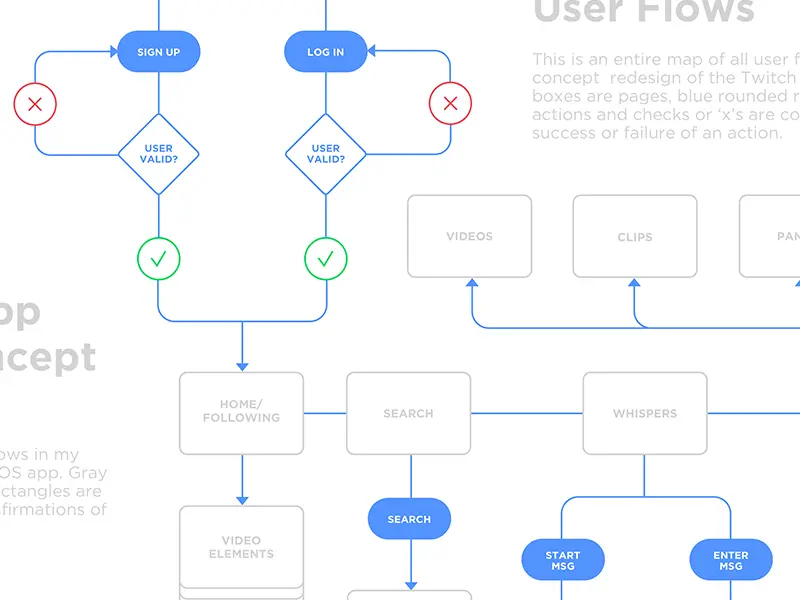 User Flows
This is an entire map of all user f
concept redesign of the Twitch
boxes are pages, blue rounded r
actions and checks or ‘x’s are co
success or failure of an action.
SIGN UP
LOG IN
USER
VALID?
USER
VALID?
VIDEOS
CLIPS
PAN
op
ncept
HOME/
FOLLOWING
SEARCH
WHISPERS
ows in my
OS app. Gray
ctangles are
firmations of
SEARCH
VIDEO
ELEMENTS
START
MSG
ENTER
MSG